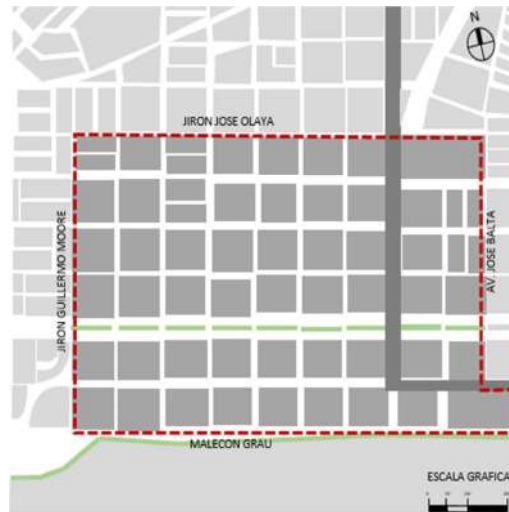 N
JIRON JOSE OLAYA
JIRON GUILLERMO MOORE
AV. JOSE BALTA
MALECON GRAU
ESCALA GRAFICA